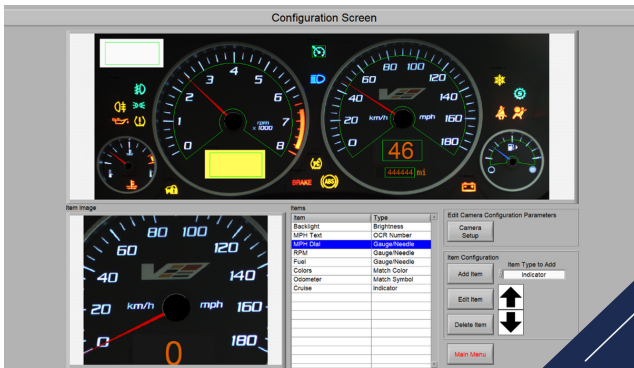 Configuration Screen
0 1 2 3 4 5 6 7 8
rpm
x 1000
0 20 40 60 80 100 120 140 160 180
km/h mph
46
444444 mi
BRAKE
ABS
Item Image
0 20 40 60 80 100 120 140 160 180
km/h mph
0
Items
Item Type
Backlight Brightness
MPH Text OCR Number
MPH Dial Gauge/Needle
RPM Gauge/Needle
Fuel Gauge/Needle
Colors Match Color
Odometer Match Symbol
Cruise Indicator
Edit Camera Configuration Parameters
Camera
Setup
Item Configuration
Item Type to Add
Add Item
Indicator
Edit Item
Delete Item
Main Menu